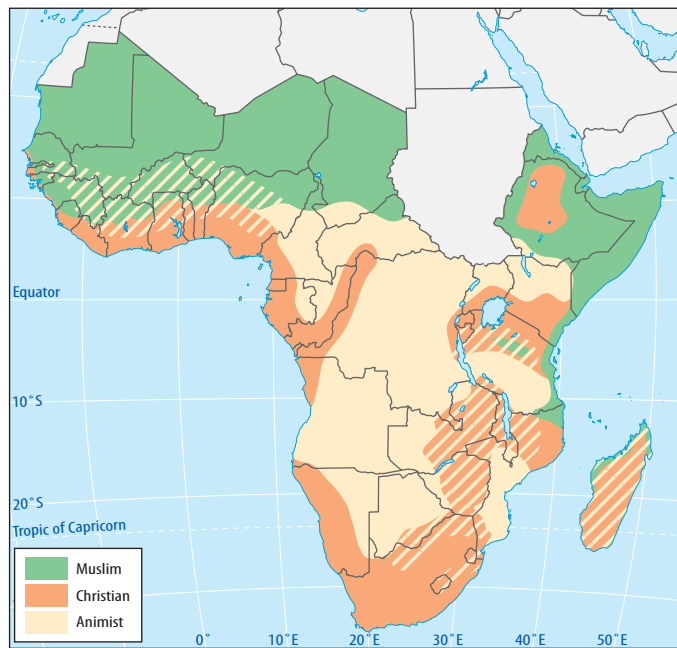 Equator
10°S
20°S
Tropic of Capricorn
Muslim
Christian
Animist
0° 10°E 20°E 30°E 40°E 50°E